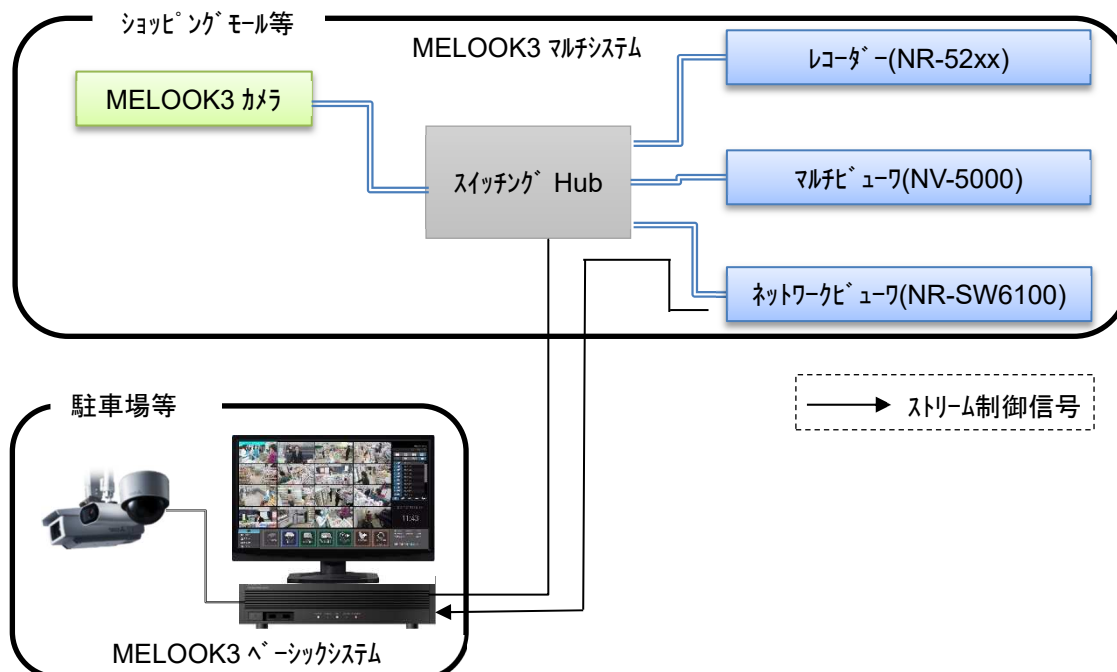 ショッピングモール等
MELOOK3 マルチシステム
MELOOK3 カメラ
スイッチング Hub
レコーダー(NR-52xx)
マルチビューワ(NV-5000)
ネットワークビューワ(NR-SW6100)
ストリーム制御信号
駐車場等
11:43
MELOOK3 ベーシックシステム